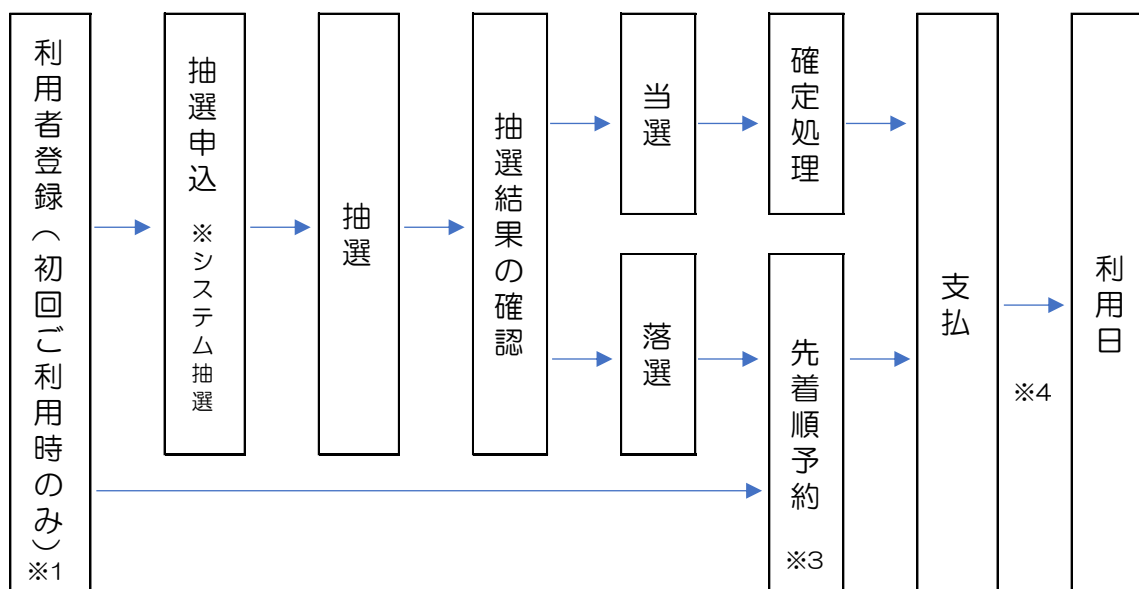 利用者登録（初回ご利用時のみ）
※1
抽選申込 ※システム抽選
抽選
抽選結果の確認
当選
落選
確定処理
先着順予約
※3
支払
※4
利用日